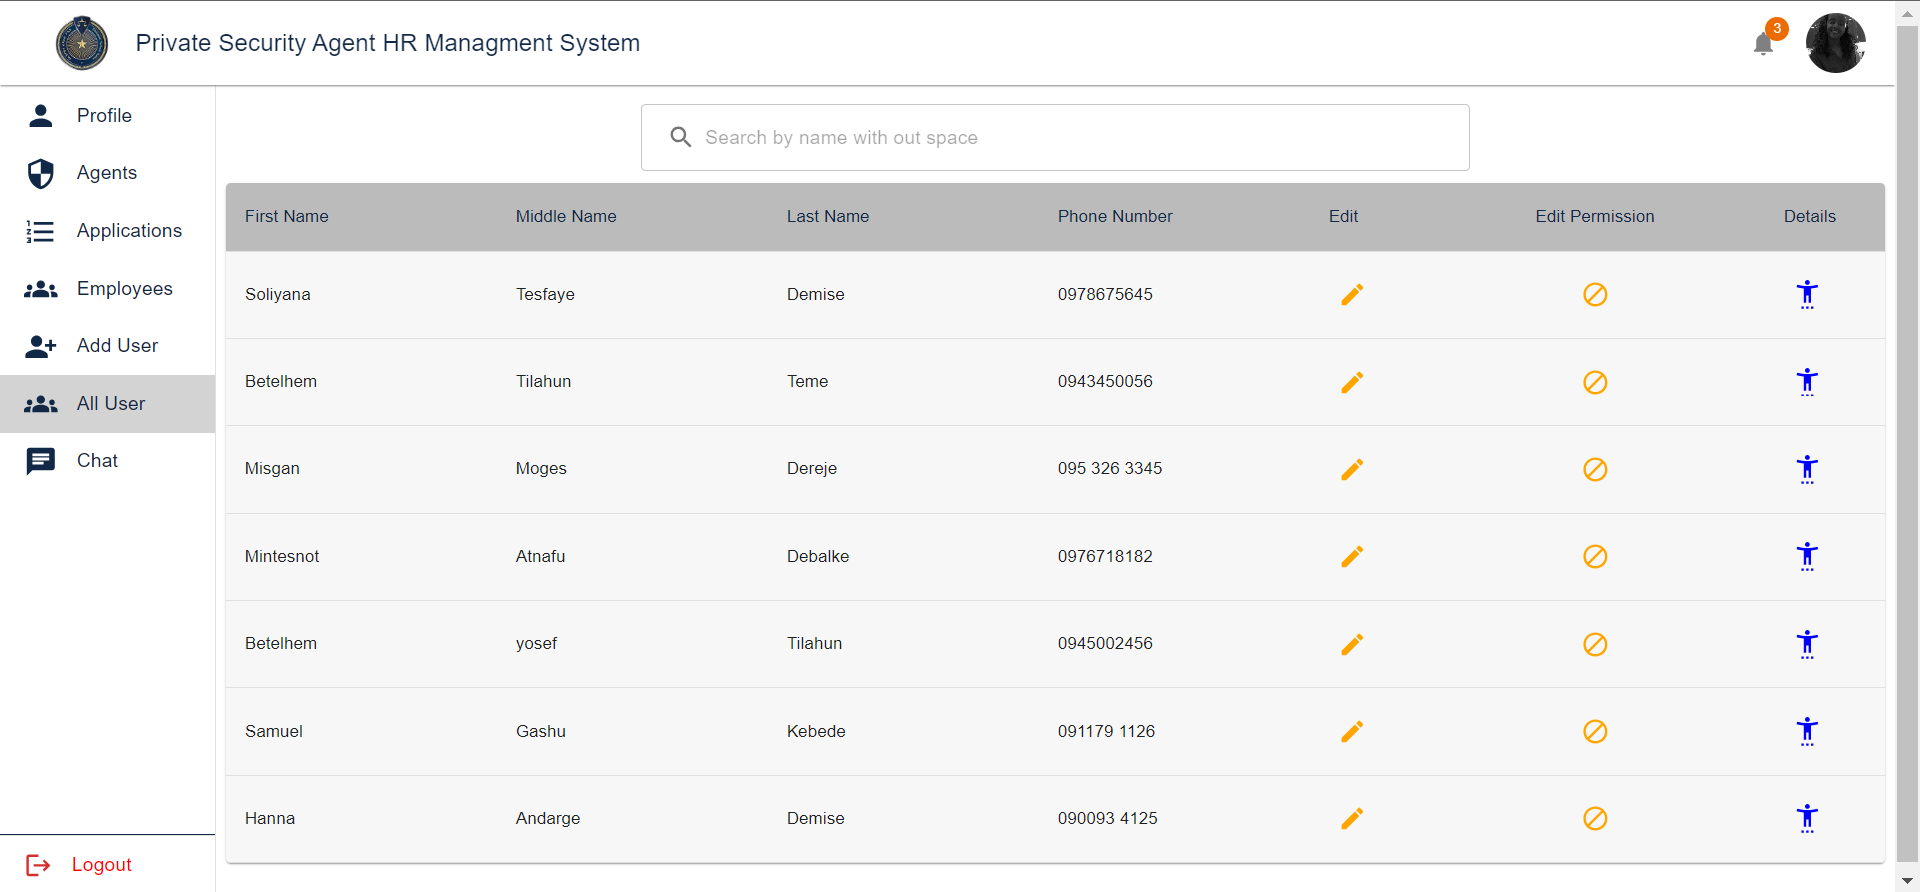 Private Security Agent HR Managment System
3
Profile
Agents
Applications
Employees
Add User
All User
Chat
Logout
Search by name with out space
First Name Middle Name Last Name Phone Number Edit Edit Permission Details
Soliyana Tesfaye Demise 0978675645
Betelhem Tilahun Teme 0943450056
Misgan Moges Dereje 095 326 3345
Mintesnot Atnafu Debalke 0976718182
Betelhem yosef Tilahun 0945002456
Samuel Gashu Kebede 091179 1126
Hanna Andarge Demise 090093 4125